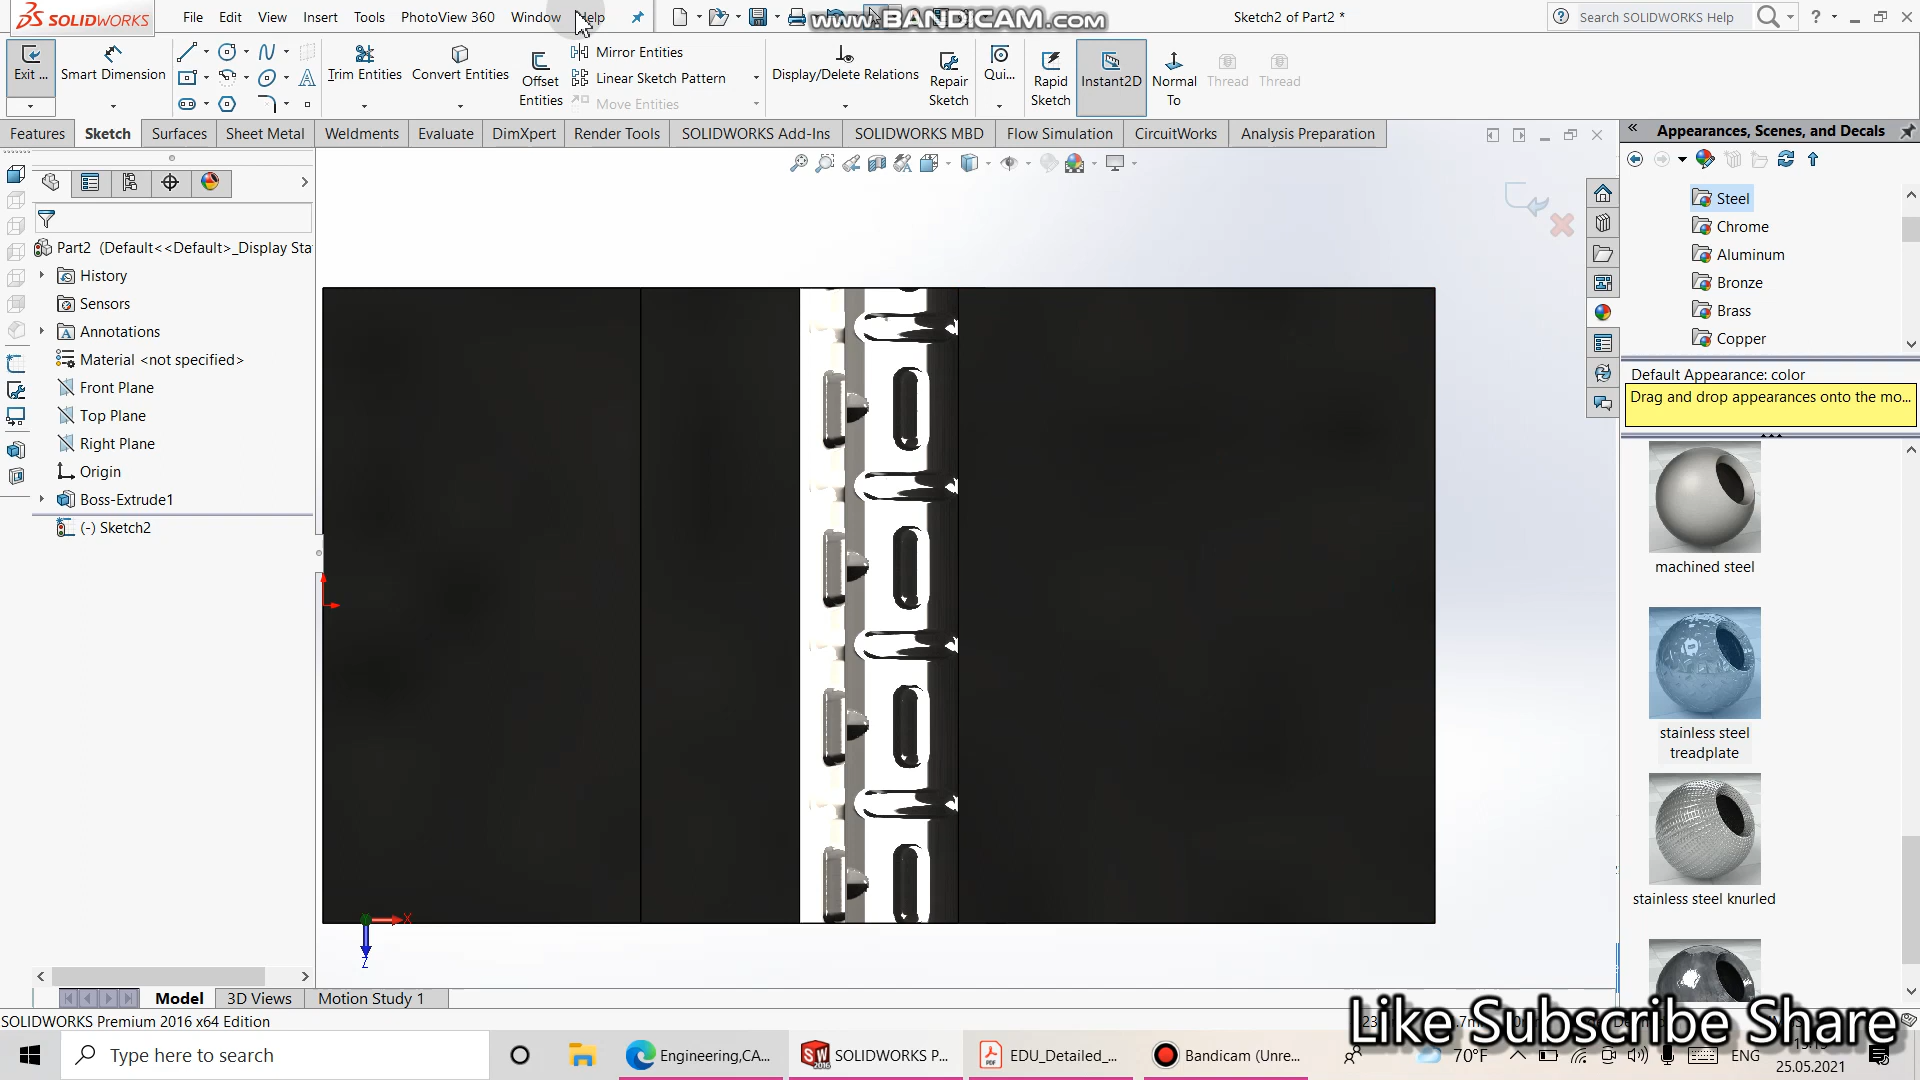 SOLIDWORKS
File Edit View Insert Tools PhotoView 360 Window Help
www.BANDICAM.com
Sketch2 of Part2 *
Search SOLIDWORKS Help
Exit ...
Smart Dimension
Trim Entities
Convert Entities
Offset Entities
Mirror Entities
Linear Sketch Pattern
Move Entities
Display/Delete Relations
Repair Sketch
Qui...
Rapid Sketch
Instant2D
Normal To
Thread
Thread
Features Sketch Surfaces Sheet Metal Weldments Evaluate DimXpert Render Tools SOLIDWORKS Add-Ins SOLIDWORKS MBD Flow Simulation CircuitWorks Analysis Preparation
Appearances, Scenes, and Decals
Part2 (Default<<Default>_Display Sta
History
Sensors
Annotations
Material <not specified>
Front Plane
Top Plane
Right Plane
Origin
Boss-Extrude1
(-) Sketch2
Steel
Chrome
Aluminum
Bronze
Brass
Copper
Default Appearance: color
Drag and drop appearances onto the mo...
machined steel
stainless steel
treadplate
stainless steel knurled
X
Z
Model 3D Views Motion Study 1
SOLIDWORKS Premium 2016 x64 Edition
Like Subscribe Share
Type here to search
Engineering,CA...
SOLIDWORKS P...
EDU_Detailed_...
Bandicam (Unre...
70°F
ENG
25.05.2021